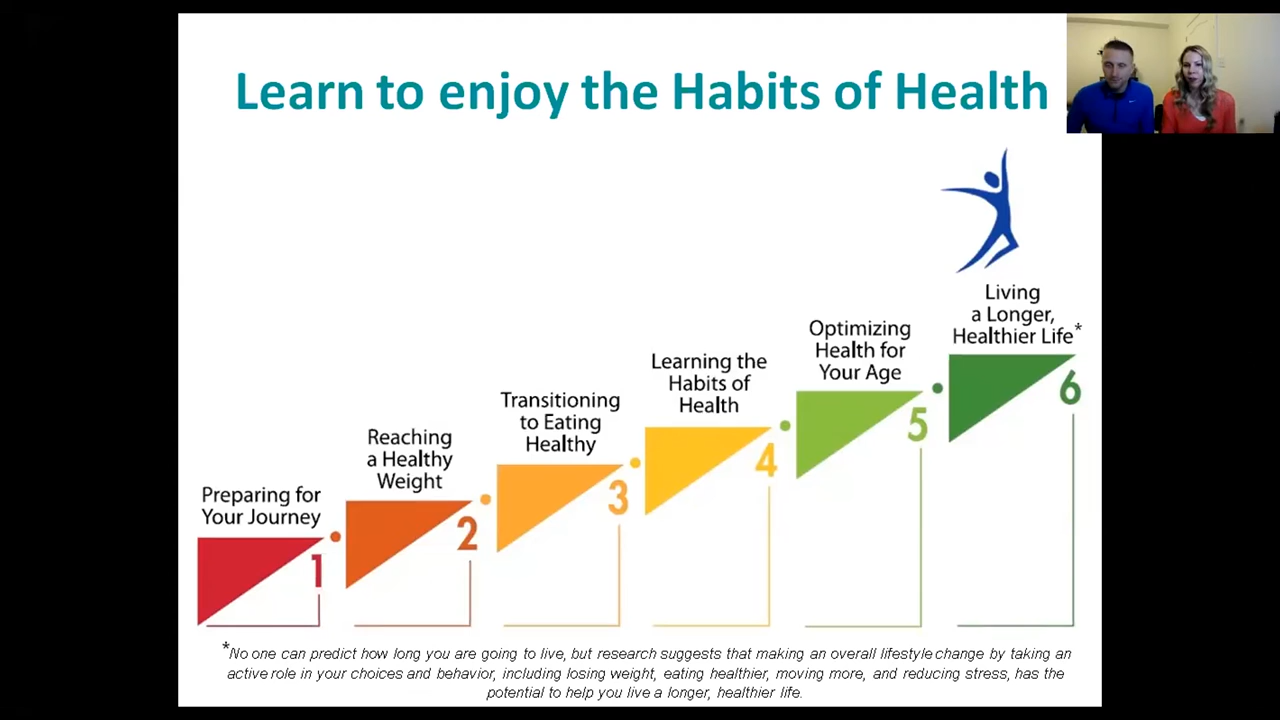 Learn to enjoy the Habits of Health
Living
a Longer,
Healthier Life*
Optimizing
Health for
Your Age
Learning the
Habits of
Health
Transitioning
to Eating
Healthy
Reaching
a Healthy
Weight
Preparing for
Your Journey
1
2
3
4
5
6
*No one can predict how long you are going to live, but research suggests that making an overall lifestyle change by taking an
active role in your choices and behavior, including losing weight, eating healthier, moving more, and reducing stress, has the
potential to help you live a longer, healthier life.